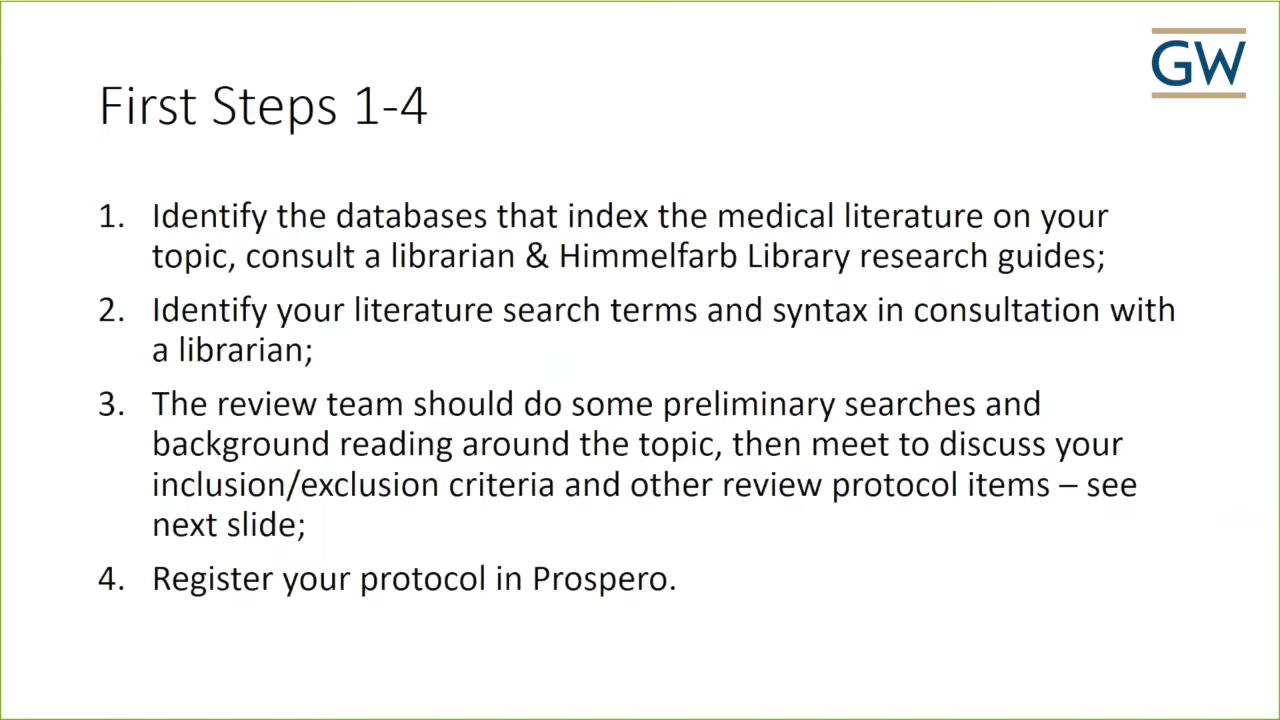 GW
First Steps 1-4
1. Identify the databases that index the medical literature on your
topic, consult a librarian & Himmelfarb Library research guides;
2. Identify your literature search terms and syntax in consultation with
a librarian;
3. The review team should do some preliminary searches and
background reading around the topic, then meet to discuss your
inclusion/exclusion criteria and other review protocol items – see
next slide;
4. Register your protocol in Prospero.